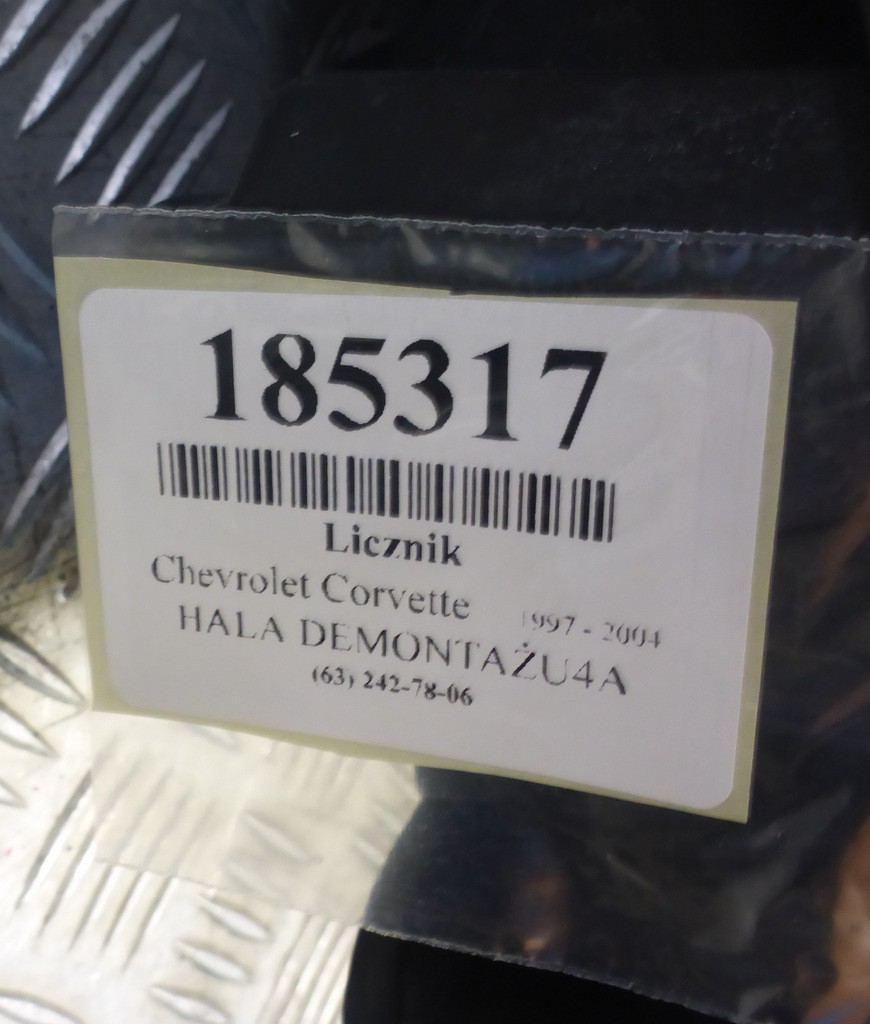 185317
Licznik
Chevrolet Corvette 1997 - 2004
HALA DEMONTAŻU4A
(63) 242-78-06